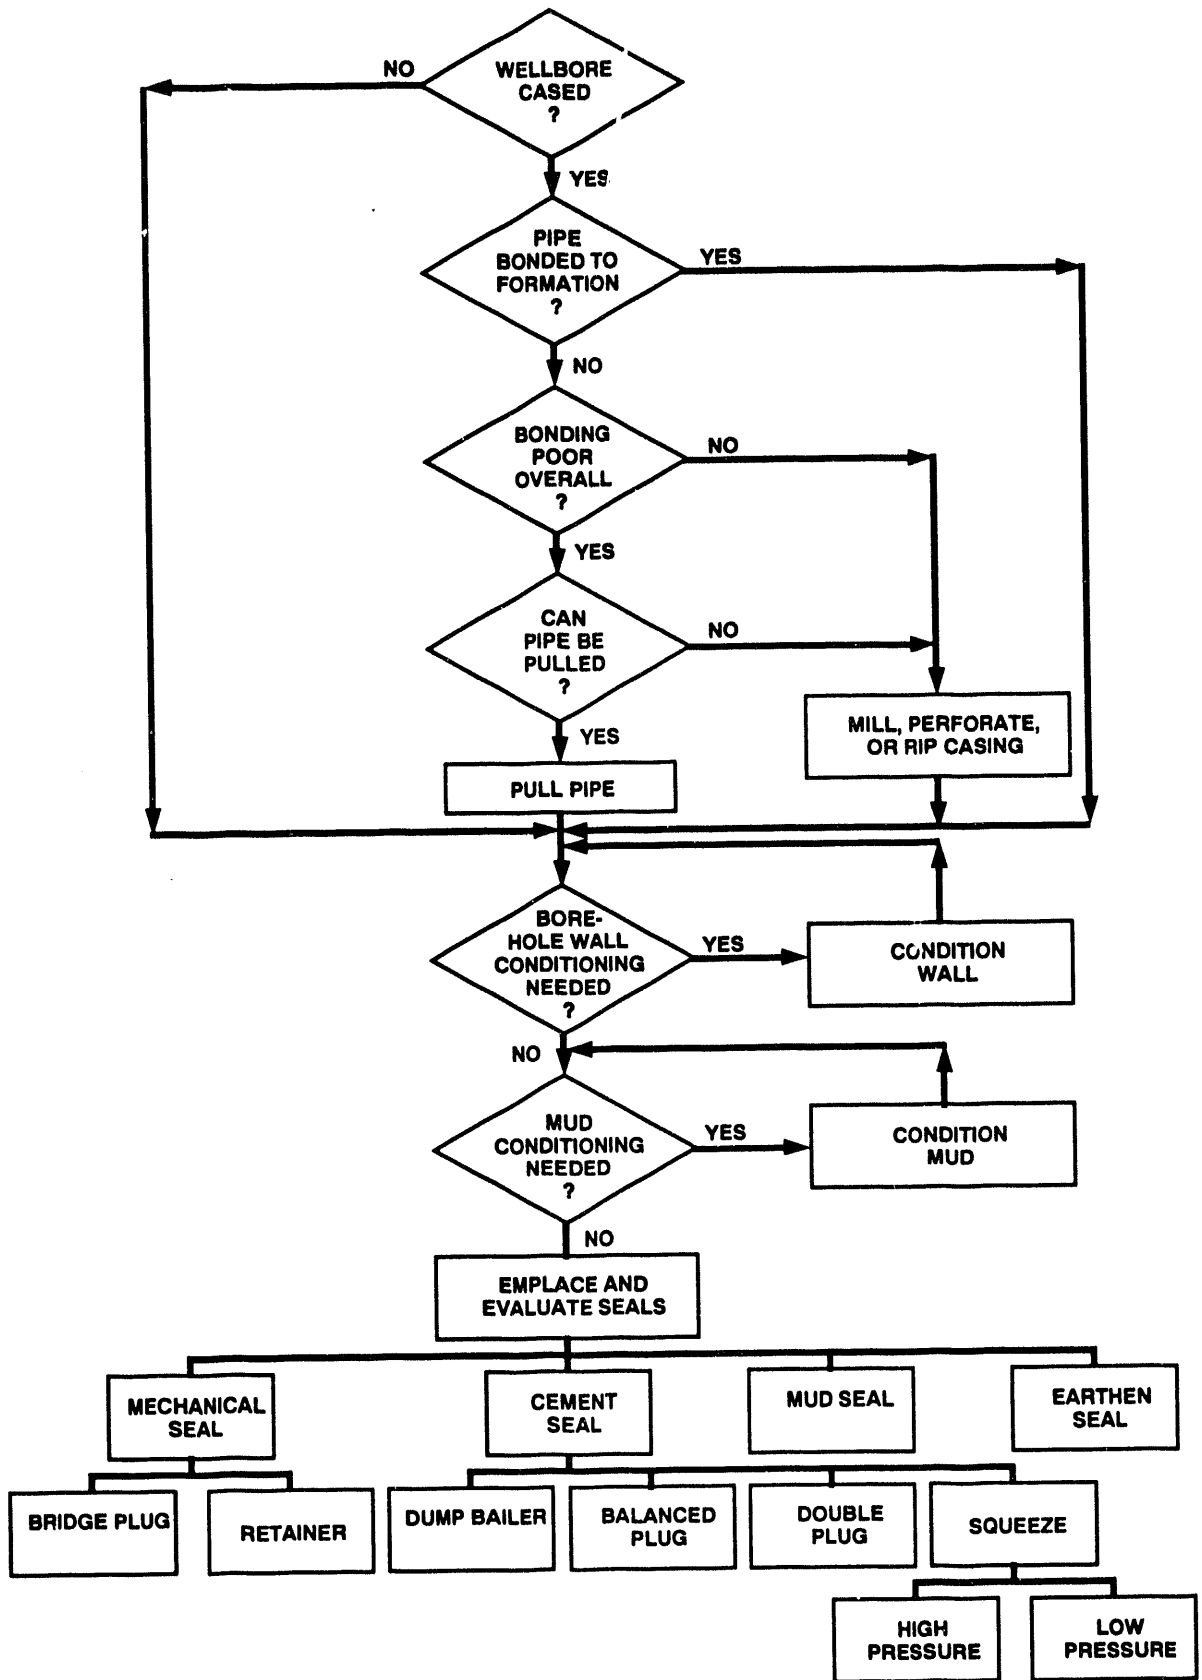 NO
WELLBORE
CASED
?
YES
PIPE
BONDED TO
FORMATION
?
YES
NO
BONDING
POOR
OVERALL
?
NO
YES
CAN
PIPE BE
PULLED
?
NO
YES
MILL, PERFORATE,
OR RIP CASING
PULL PIPE
BORE-
HOLE WALL
CONDITIONING
NEEDED
?
YES
CONDITION
WALL
NO
MUD
CONDITIONING
NEEDED
?
YES
CONDITION
MUD
NO
EMPLACE AND
EVALUATE SEALS
MECHANICAL
SEAL
CEMENT
SEAL
MUD SEAL
EARTHEN
SEAL
BRIDGE PLUG
RETAINER
DUMP BAILER
BALANCED
PLUG
DOUBLE
PLUG
SQUEEZE
HIGH
PRESSURE
LOW
PRESSURE